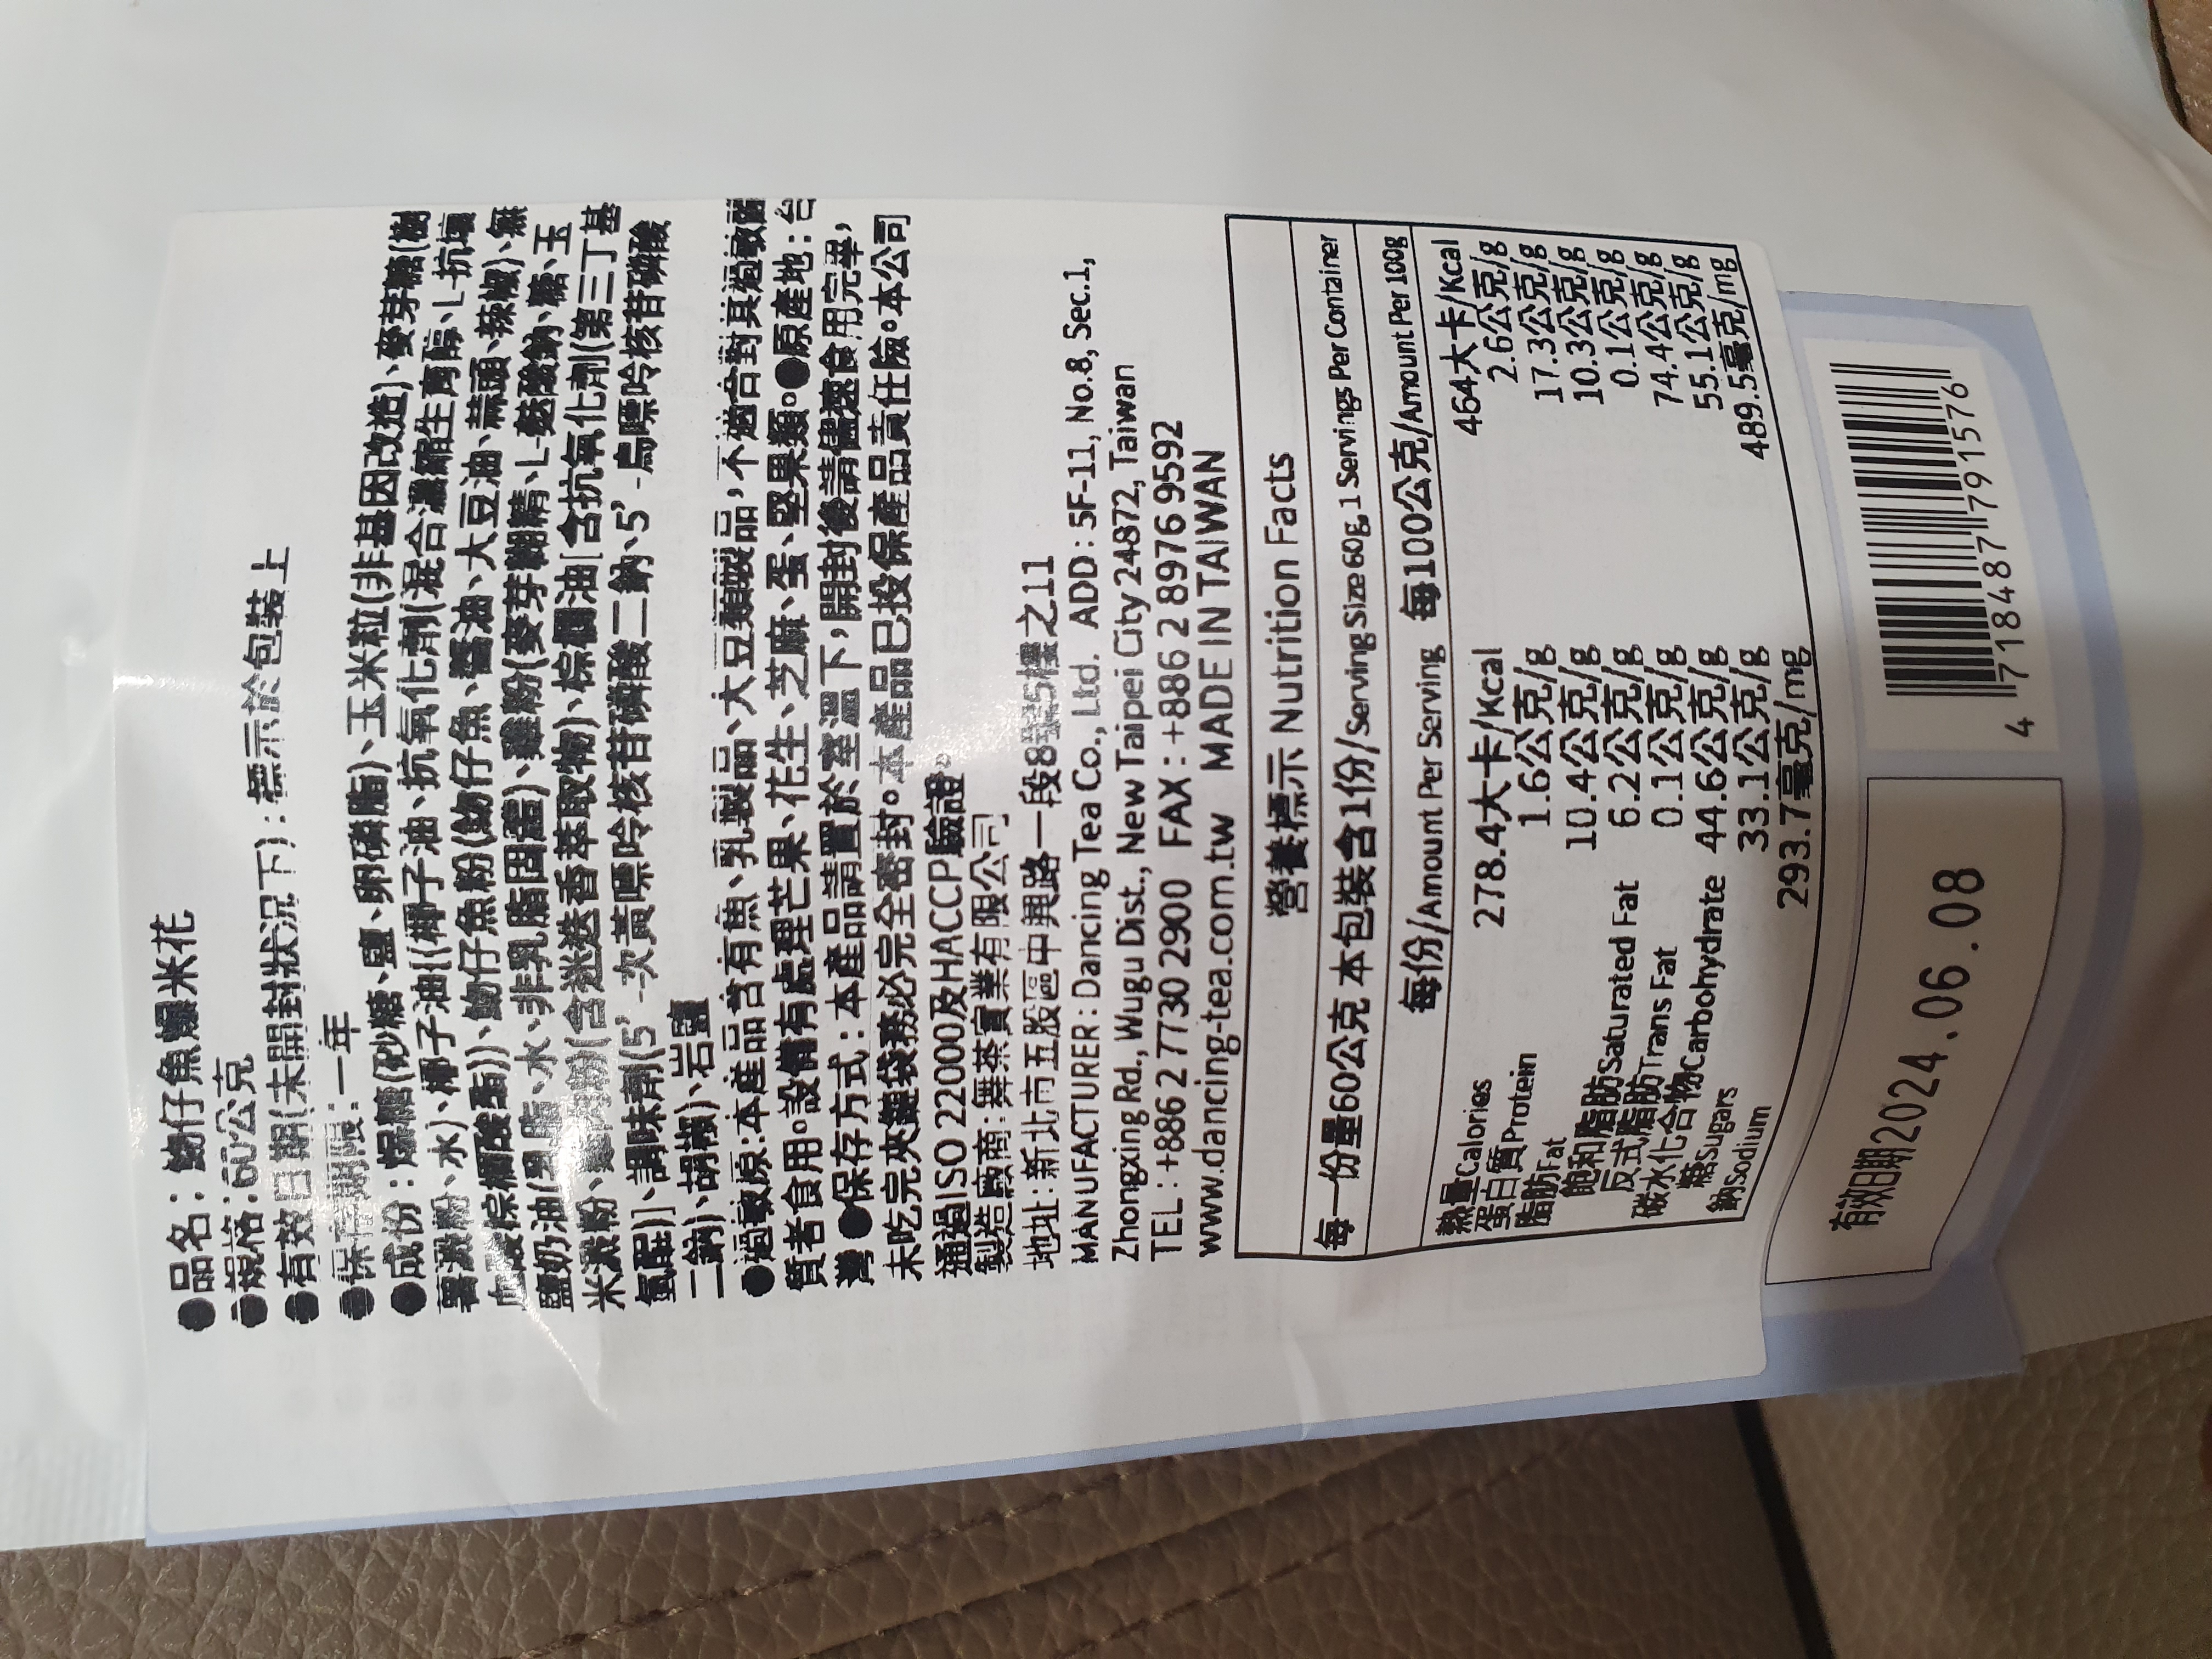 ●品名：魩仔魚爆米花
●規格：60公克
●有效日期(未開封狀況下)：標示於包裝上
●保存期限：一年
●成份：爆糖(砂糖、鹽、卵磷脂)、玉米粒(非基因改造)、麥芽糖(樹
薯澱粉、水)、椰子油((椰子油、抗氧化劑(混合濃縮生育醇、L-抗壞
血酸棕櫚酸酯))、魩仔魚粉(魩仔魚、醬油、大豆油、蒜頭、辣椒)、無
鹽奶油(乳脂、水、非乳脂固體)、雞粉(麥芽糊精、L-麩酸鈉、糖、玉
米澱粉、雞肉粉(含迷迭香萃取物)、棕櫚油[含抗氧化劑(第三丁基
氫醌)]、調味劑(5’-次黃嘌呤核苷磷酸二鈉、5’-鳥嘌呤核苷磷酸
二鈉)、胡椒)、岩鹽
●過敏原：本產品含有魚、乳製品、大豆類製品，不適合對其過敏體
質者食用。設備有處理芒果、花生、芝麻、蛋、堅果類。●原產地：台
灣 ●保存方式：本產品請置於室溫下，開封後請儘速食用完畢，
未吃完夾鏈袋務必完全密封。本產品已投保產品責任險。本公司
通過ISO 22000及HACCP驗證。
製造廠商：舞茶實業有限公司
地址：新北市五股區中興路一段8號5樓之11
MANUFACTURER : Dancing Tea Co., Ltd. ADD : 5F-11, No.8, Sec.1,
Zhongxing Rd., Wugu Dist., New Taipei City 24872, Taiwan
TEL : +886 2 7730 2900 FAX : +886 2 8976 9592
www.dancing-tea.com.tw MADE IN TAIWAN
營養標示 Nutrition Facts
每一份量60公克 本包裝含1份/Serving Size 60g, 1 Servings Per Container
每份/Amount Per Serving 每100公克/Amount Per 100g
熱量Calories 278.4大卡/Kcal 464大卡/Kcal
蛋白質Protein 1.6公克/g 2.6公克/g
脂肪Fat 10.4公克/g 17.3公克/g
飽和脂肪Saturated Fat 6.2公克/g 10.3公克/g
反式脂肪Trans Fat 0.1公克/g 0.1公克/g
碳水化合物Carbohydrate 44.6公克/g 74.4公克/g
糖Sugars 33.1公克/g 55.1公克/g
鈉Sodium 293.7毫克/mg 489.5毫克/mg
有效日期2024.06.08
4 718487 791576